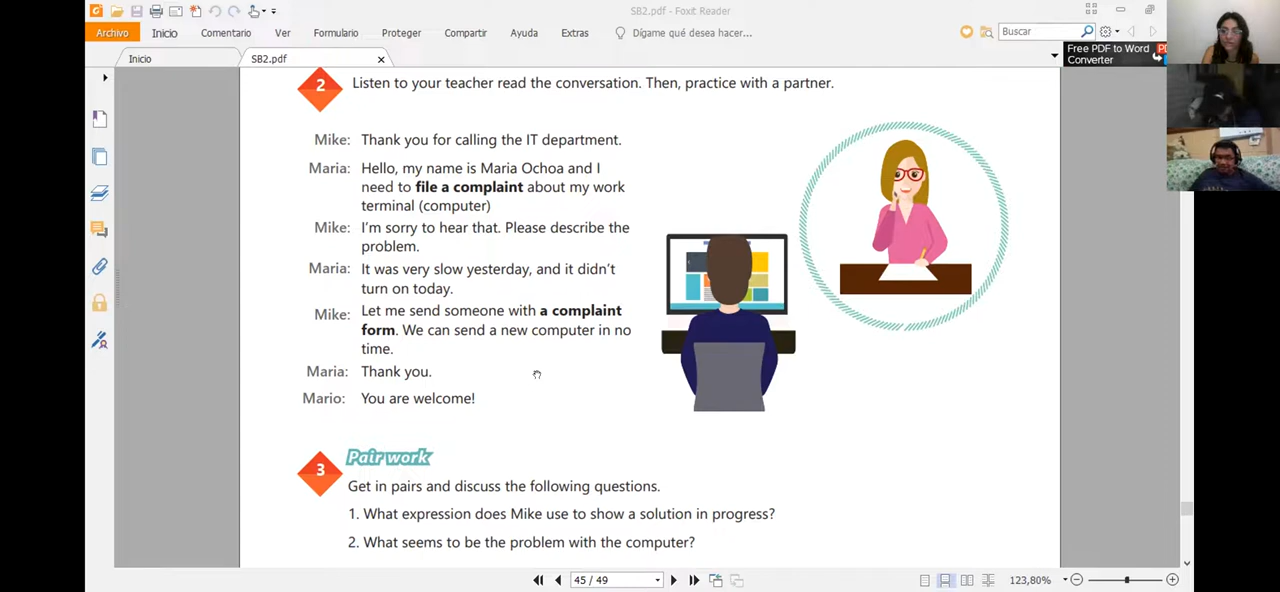 SB2.pdf - Foxit Reader
Archivo Inicio Comentario Ver Formulario Proteger Compartir Ayuda Extras Dígame qué desea hacer... Buscar
Inicio SB2.pdf
Free PDF to Word
Converter
2 Listen to your teacher read the conversation. Then, practice with a partner.
Mike: Thank you for calling the IT department.
Maria: Hello, my name is Maria Ochoa and I
need to file a complaint about my work
terminal (computer)
Mike: I'm sorry to hear that. Please describe the
problem.
Maria: It was very slow yesterday, and it didn't
turn on today.
Mike: Let me send someone with a complaint
form. We can send a new computer in no
time.
Maria: Thank you.
Mario: You are welcome!
3 Pair work
Get in pairs and discuss the following questions.
1. What expression does Mike use to show a solution in progress?
2. What seems to be the problem with the computer?
45 / 49 123,80%